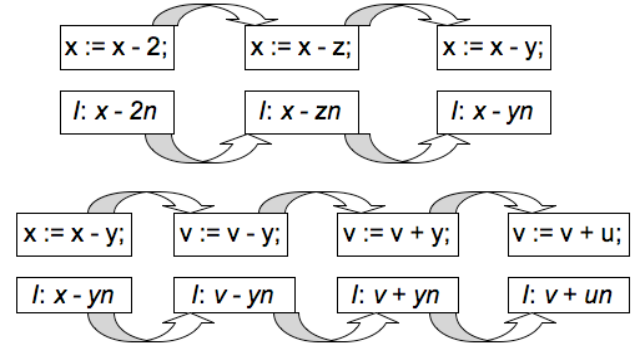 x := x - 2; x := x - z; x := x - y;
I: x - 2n I: x - zn I: x - yn
x := x - y; v := v - y; v := v + y; v := v + u;
I: x - yn I: v - yn I: v + yn I: v + un